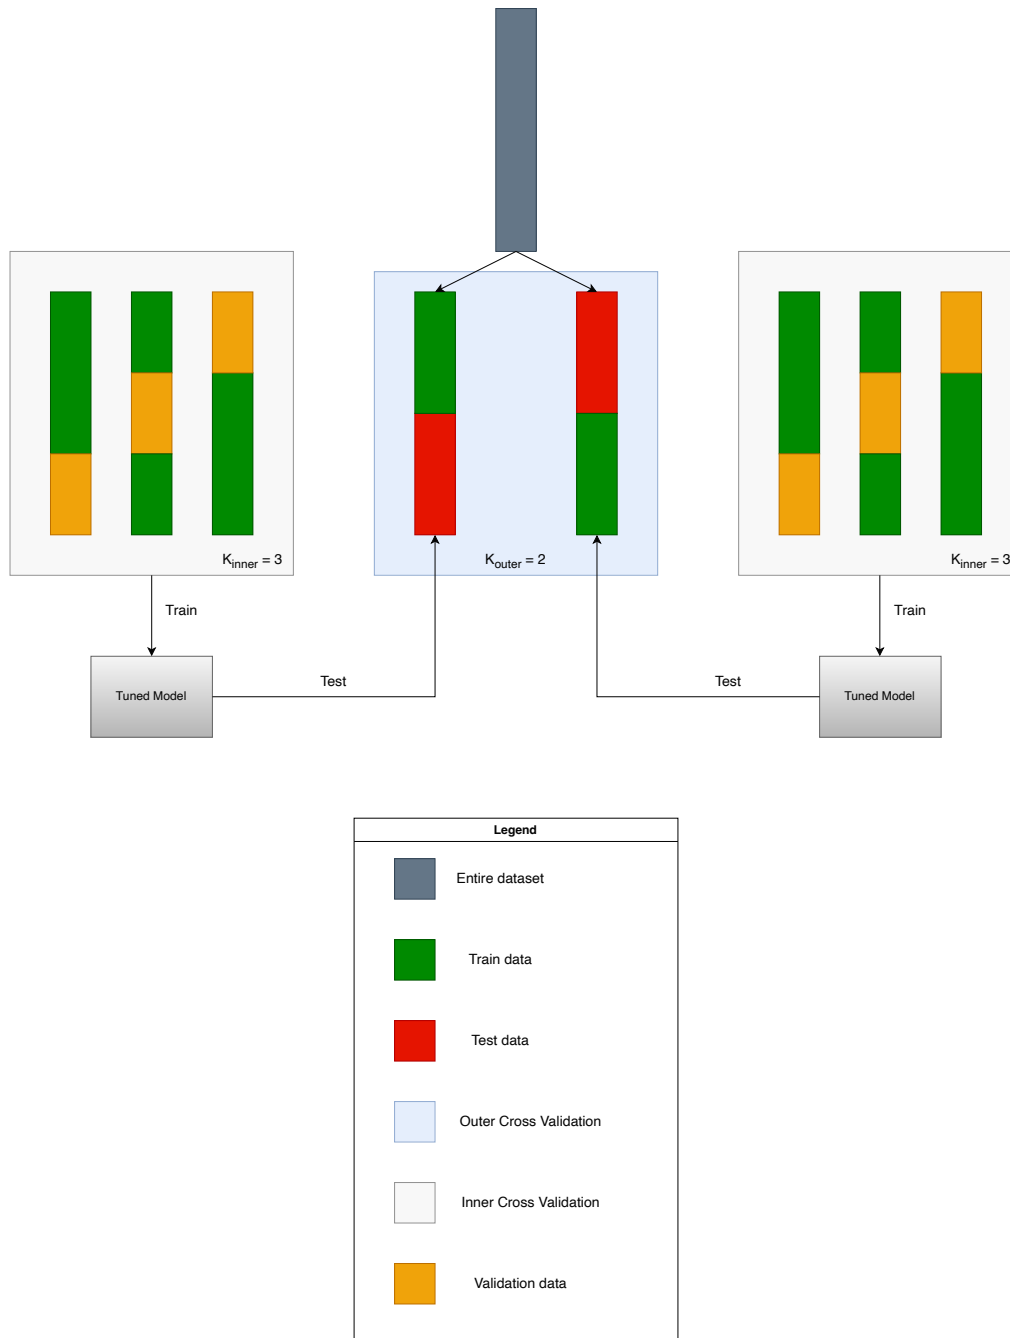 K_inner = 3
K_outer = 2
K_inner = 3
Train
Train
Tuned Model
Test
Test
Tuned Model
Legend
Entire dataset
Train data
Test data
Outer Cross Validation
Inner Cross Validation
Validation data